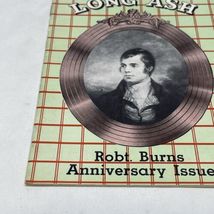 LONG ASH
Robt. Burns
Anniversary Issue